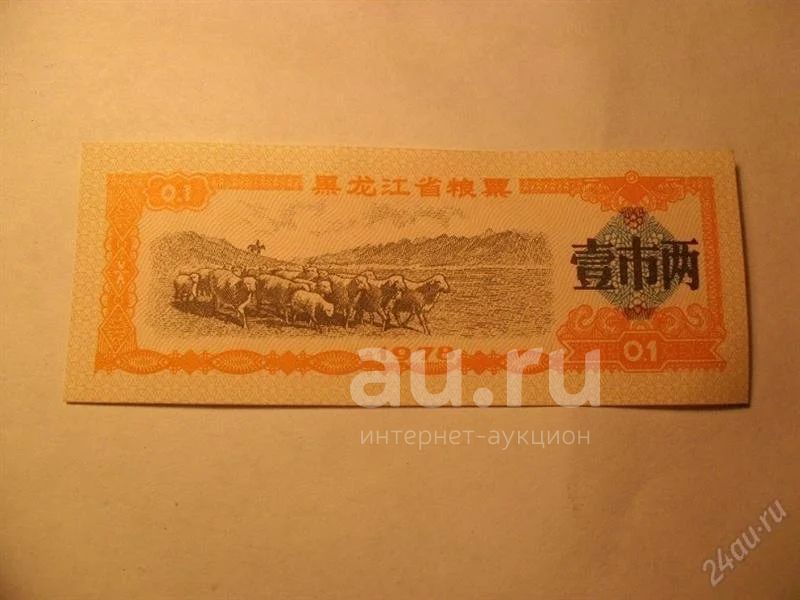 0.1
黑龙江省粮票
壹市两
1978
0.1
au.ru
интернет-аукцион
24au.ru